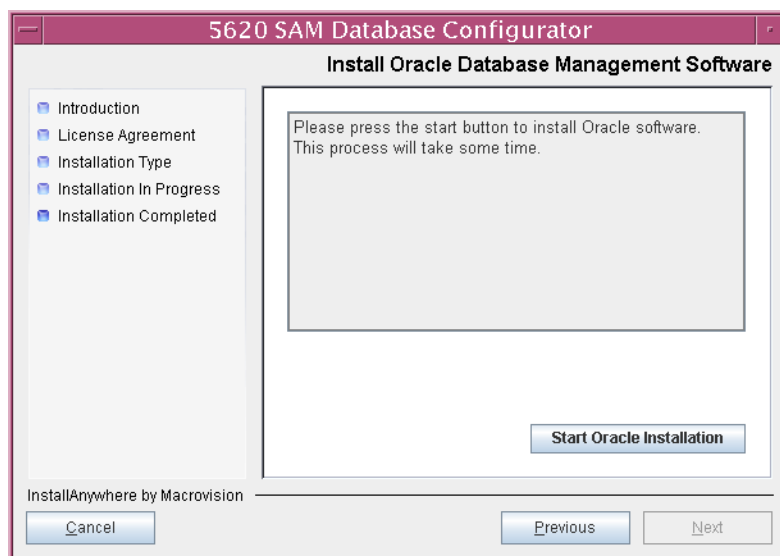 5620 SAM Database Configurator
Install Oracle Database Management Software
Introduction
License Agreement
Installation Type
Installation In Progress
Installation Completed
Please press the start button to install Oracle software.
This process will take some time.
Start Oracle Installation
InstallAnywhere by Macrovision
Cancel
Previous
Next